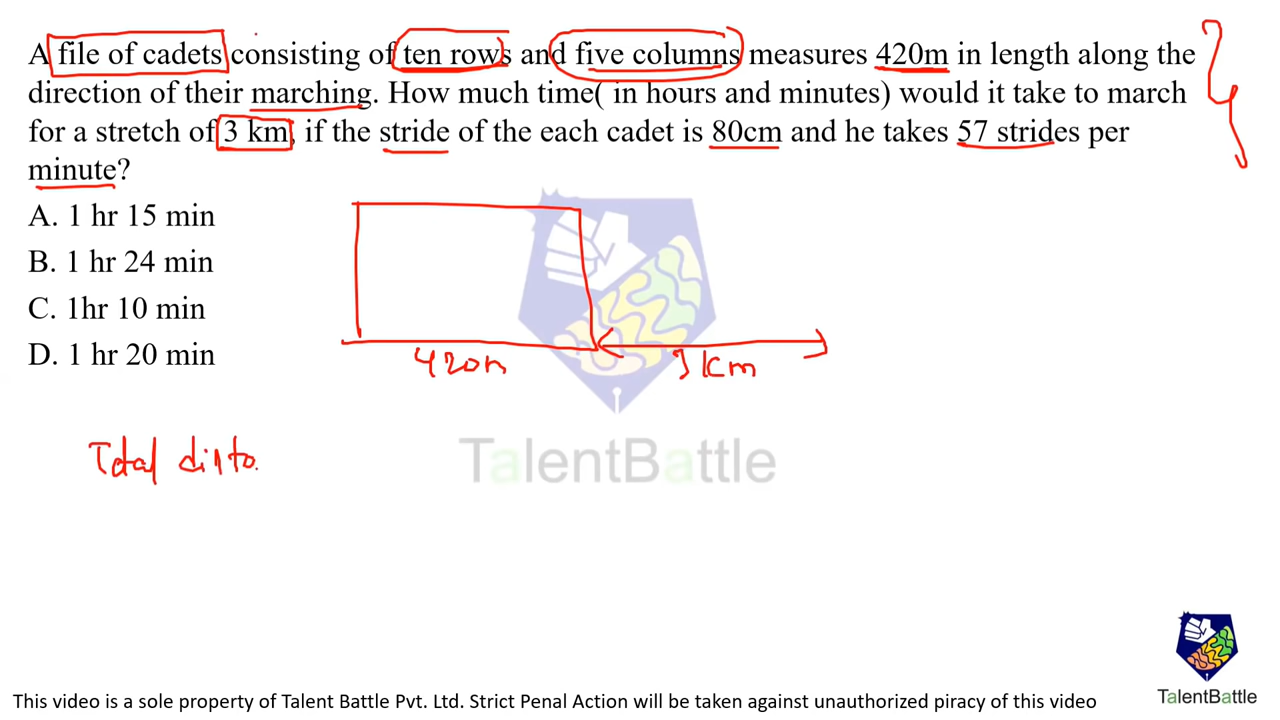 A file of cadets consisting of ten rows and five columns measures 420m in length along the
direction of their marching. How much time( in hours and minutes) would it take to march
for a stretch of 3 km, if the stride of the each cadet is 80cm and he takes 57 strides per
minute?
A. 1 hr 15 min
B. 1 hr 24 min
C. 1hr 10 min
D. 1 hr 20 min
420m
3 km
Total dista
TalentBattle
TalentBattle
This video is a sole property of Talent Battle Pvt. Ltd. Strict Penal Action will be taken against unauthorized piracy of this video